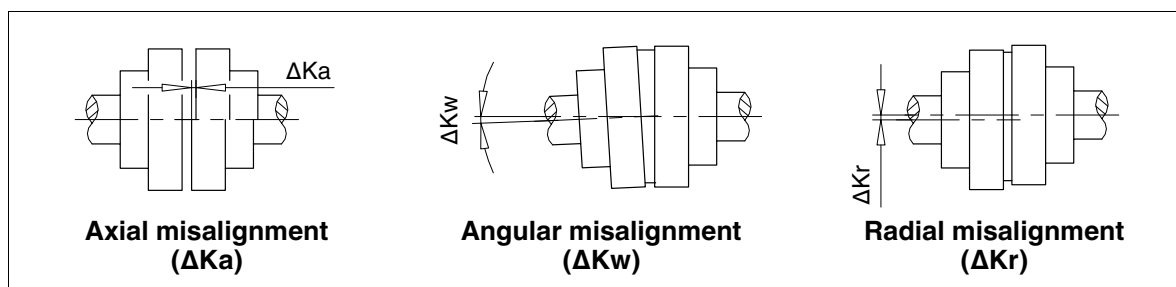 ΔKa
ΔKw
ΔKr
Axial misalignment
(ΔKa)
Angular misalignment
(ΔKw)
Radial misalignment
(ΔKr)